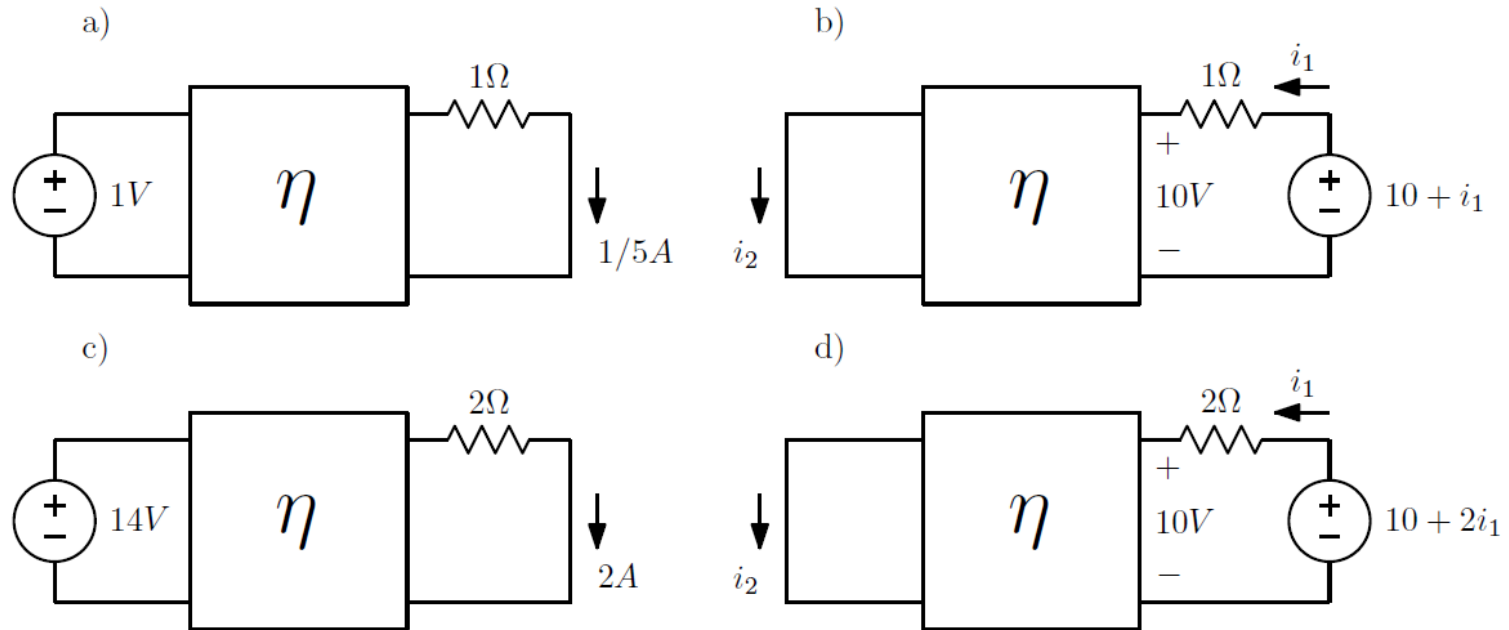 a)
1Ω
+
−
1V
η
1/5A
b)
i₁
1Ω
+
10V
−
η
i₂
+
−
10 + i₁
c)
2Ω
+
−
14V
η
2A
d)
i₁
2Ω
+
10V
−
η
i₂
+
−
10 + 2i₁